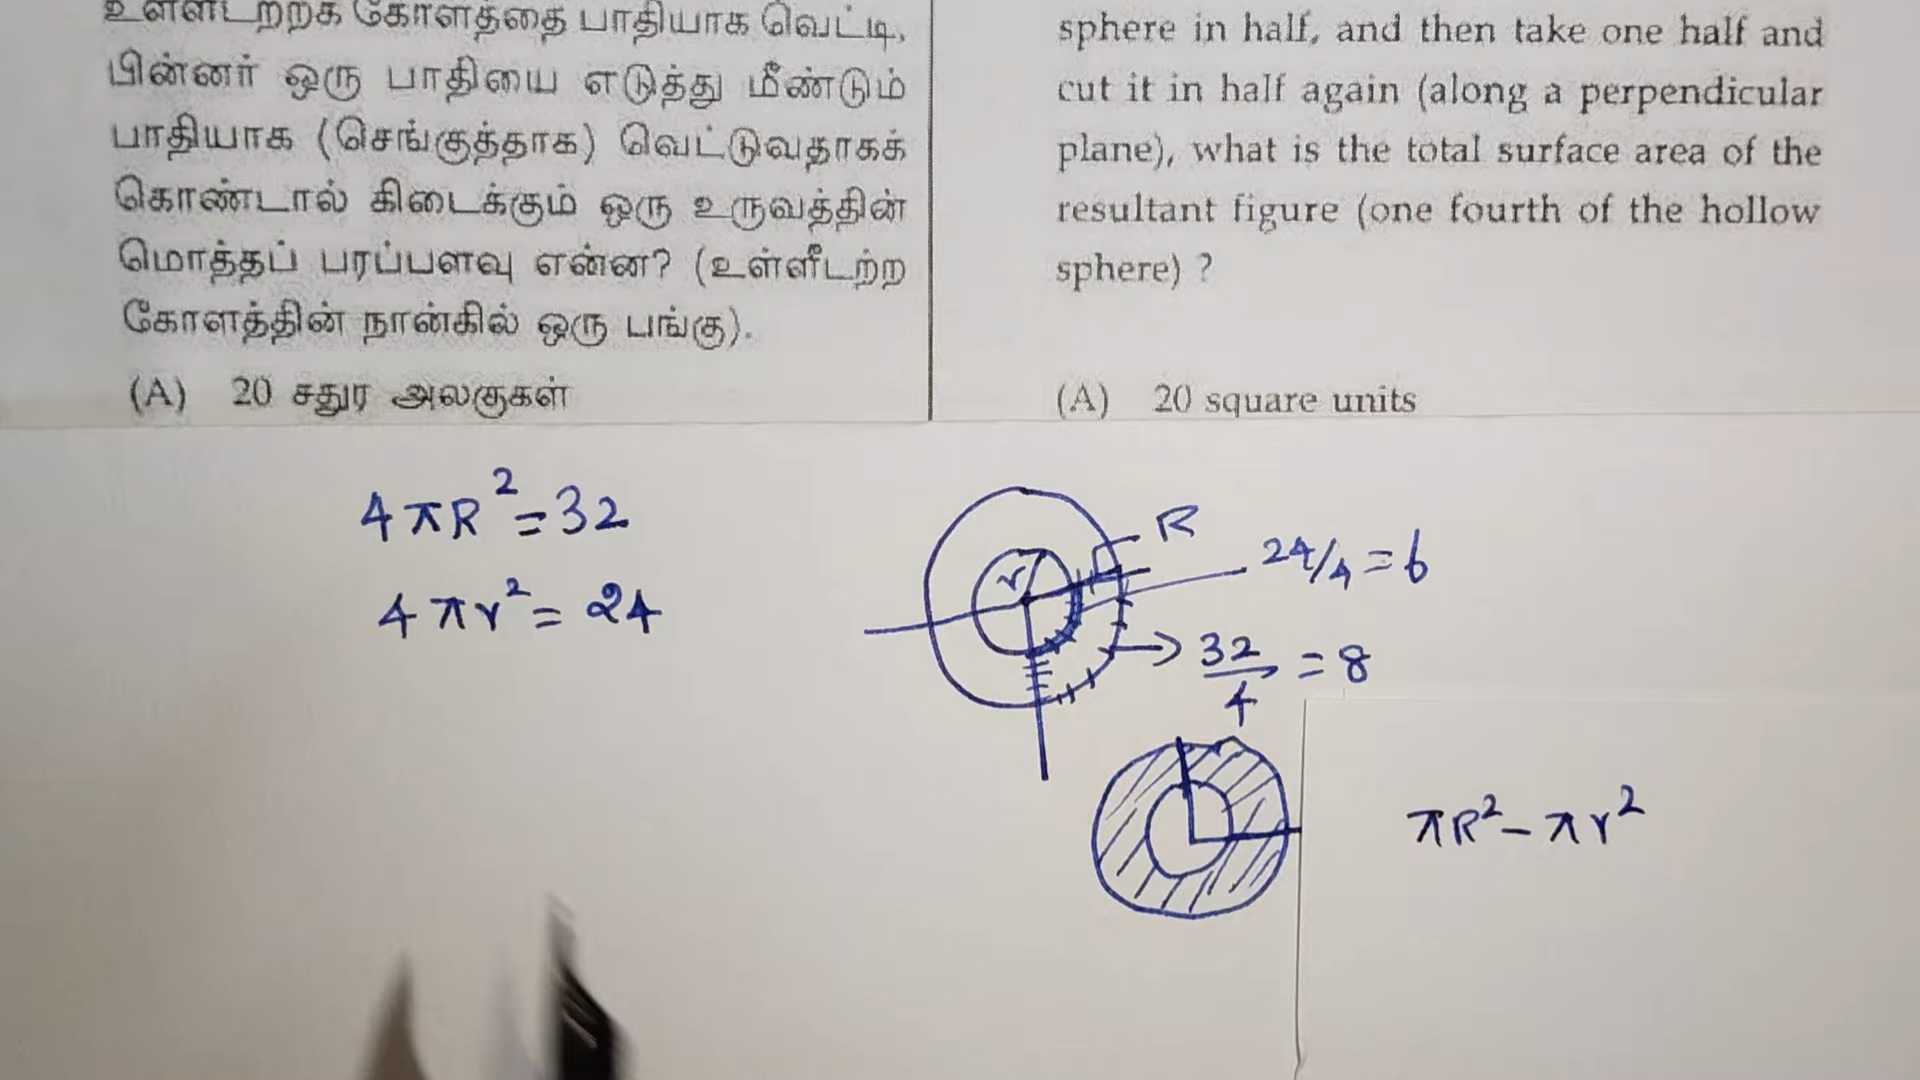 உள்ளீடற்றக் கோளத்தை பாதியாக வெட்டி,
பின்னர் ஒரு பாதியை எடுத்து மீண்டும்
பாதியாக (செங்குத்தாக) வெட்டுவதாகக்
கொண்டால் கிடைக்கும் ஒரு உருவத்தின்
மொத்தப் பரப்பளவு என்ன? (உள்ளீடற்ற
கோளத்தின் நான்கில் ஒரு பங்கு).
(A) 20 சதுர அலகுகள்
sphere in half, and then take one half and
cut it in half again (along a perpendicular
plane), what is the total surface area of the
resultant figure (one fourth of the hollow
sphere) ?
(A) 20 square units
4πR²=32
4πr²=24
R
r
24/4=6
32/4=8
πR²-πr²